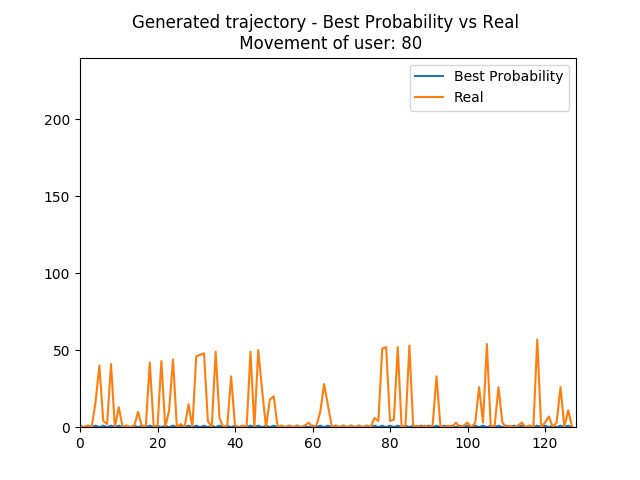 Generated trajectory - Best Probability vs Real
Movement of user: 80
Best Probability
Real
200
150
100
50
0
0 20 40 60 80 100 120